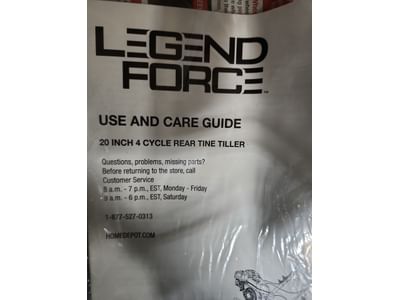 LEGEND
FORCE™
USE AND CARE GUIDE
20 INCH 4 CYCLE REAR TINE TILLER
Questions, problems, missing parts?
Before returning to the store, call
Customer Service
8 a.m. - 7 p.m., EST, Monday - Friday
9 a.m. - 6 p.m., EST, Saturday
1-877-527-0313
HOMEDEPOT.COM